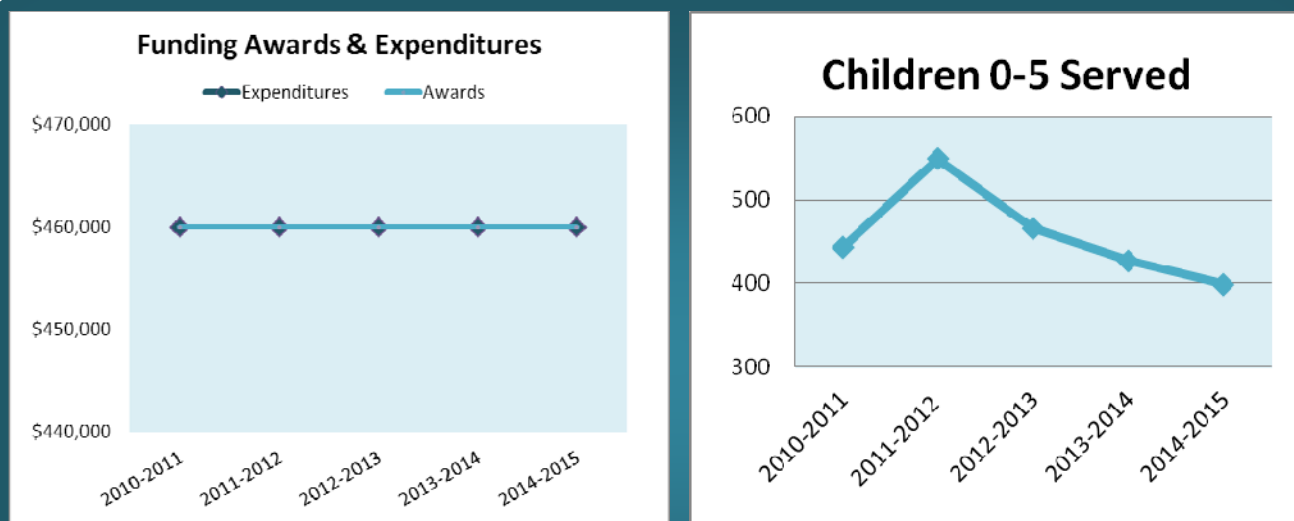 Funding Awards & Expenditures
Expenditures Awards
$470,000
$460,000
$450,000
$440,000
2010-2011 2011-2012 2012-2013 2013-2014 2014-2015
Children 0-5 Served
600
500
400
300
2010-2011 2011-2012 2012-2013 2013-2014 2014-2015